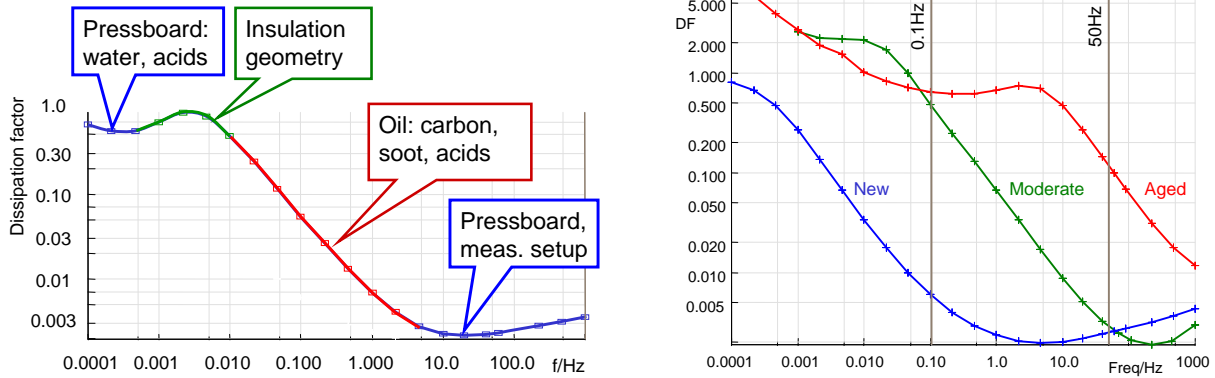 Pressboard:
water, acids
Insulation
geometry
Oil: carbon,
soot, acids
Pressboard,
meas. setup
Dissipation factor
1.0
0.30
0.10
0.03
0.01
0.003
0.0001
0.001
0.010
0.100
1.000
10.00
100.0
f/Hz
5.000
DF
2.000
1.000
0.500
0.200
0.100
0.050
0.020
0.010
0.005
0.1Hz
50Hz
New
Moderate
Aged
0.0001
0.001
0.010
0.10
1.0
10.0
Freq/Hz
1000